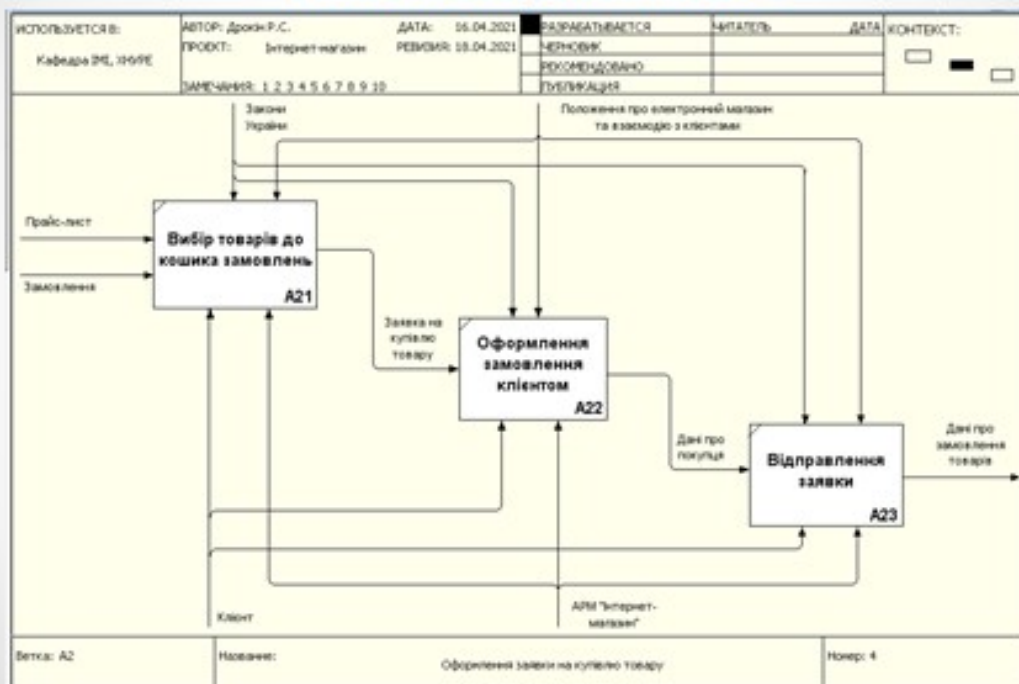 ИСПОЛЬЗУЕТСЯ В:
Кафедра
АВТОР: Дрокін Р.С.
ДАТА: 16.04.2021
ПРОЕКТ: Інтернет-магазин
РЕВИЗИЯ: 18.04.2021
ЗАМЕЧАНИЯ: 1 2 3 4 5 6 7 8 9 10
РАЗРАБАТЫВАЕТСЯ
ЧЕРНОВИК
РЕКОМЕНДОВАНО
ПУБЛИКАЦИЯ
ЧИТАТЕЛЬ
ДАТА
КОНТЕКСТ:
Закони
України
Положення про електронний магазин
та взаємодію з клієнтами
Прайс-лист
Замовлення
Вибір товарів до
кошика замовлень
A21
Заявка на
купівлю
товару
Оформлення
замовлення
клієнтом
A22
Дані про
покупця
Відправлення
заявки
A23
Дані про
замовлення
товарів
Клієнт
АРМ "Інтернет-
магазин"
Ветка: A2
Название:
Оформлення заявки на купівлю товару
Номер: 4